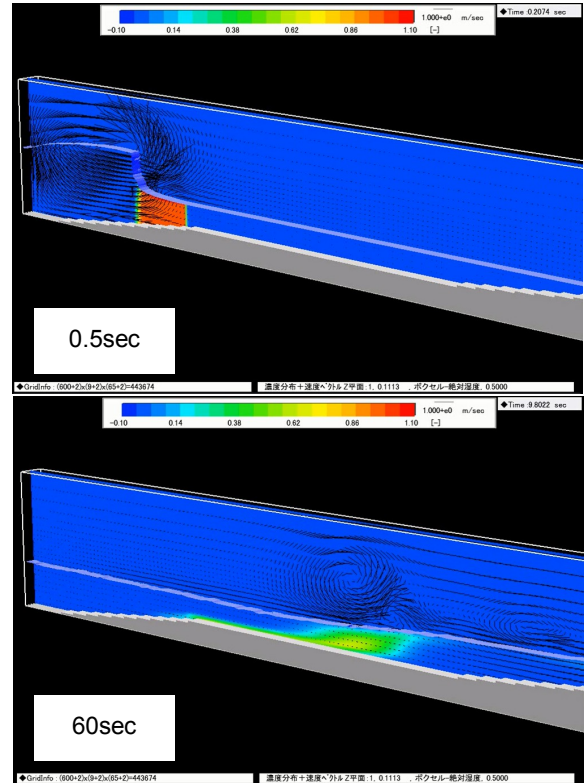 1.000+e0 m/sec
-0.10 0.14 0.38 0.62 0.86 1.10 [-]
◆Time :0.2074 sec
0.5sec
◆GridInfo : (600+2)x(9+2)x(65+2)=443674
濃度分布+速度ベクトル Z平面: 1, 0.1113 , ボクセル-絶対湿度, 0.5000
1.000+e0 m/sec
-0.10 0.14 0.38 0.62 0.86 1.10 [-]
◆Time :9.8022 sec
60sec
◆GridInfo : (600+2)x(9+2)x(65+2)=443674
濃度分布+速度ベクトル Z平面: 1, 0.1113 , ボクセル-絶対湿度, 0.5000